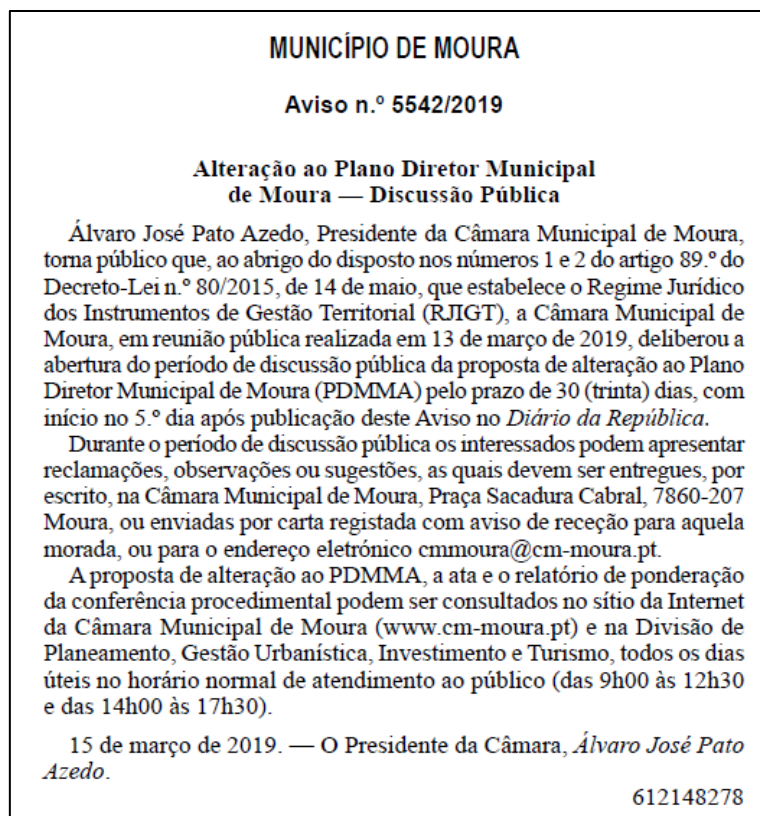 MUNICÍPIO DE MOURA
Aviso n.º 5542/2019
Alteração ao Plano Diretor Municipal
de Moura — Discussão Pública
Álvaro José Pato Azedo, Presidente da Câmara Municipal de Moura,
torna público que, ao abrigo do disposto nos números 1 e 2 do artigo 89.º do
Decreto-Lei n.º 80/2015, de 14 de maio, que estabelece o Regime Jurídico
dos Instrumentos de Gestão Territorial (RJIGT), a Câmara Municipal de
Moura, em reunião pública realizada em 13 de março de 2019, deliberou a
abertura do período de discussão pública da proposta de alteração ao Plano
Diretor Municipal de Moura (PDMMA) pelo prazo de 30 (trinta) dias, com
início no 5.º dia após publicação deste Aviso no Diário da República.
Durante o período de discussão pública os interessados podem apresentar
reclamações, observações ou sugestões, as quais devem ser entregues, por
escrito, na Câmara Municipal de Moura, Praça Sacadura Cabral, 7860-207
Moura, ou enviadas por carta registada com aviso de receção para aquela
morada, ou para o endereço eletrónico cmmoura@cm-moura.pt.
A proposta de alteração ao PDMMA, a ata e o relatório de ponderação
da conferência procedimental podem ser consultados no sítio da Internet
da Câmara Municipal de Moura (www.cm-moura.pt) e na Divisão de
Planeamento, Gestão Urbanística, Investimento e Turismo, todos os dias
úteis no horário normal de atendimento ao público (das 9h00 às 12h30
e das 14h00 às 17h30).
15 de março de 2019. — O Presidente da Câmara, Álvaro José Pato
Azedo.
612148278